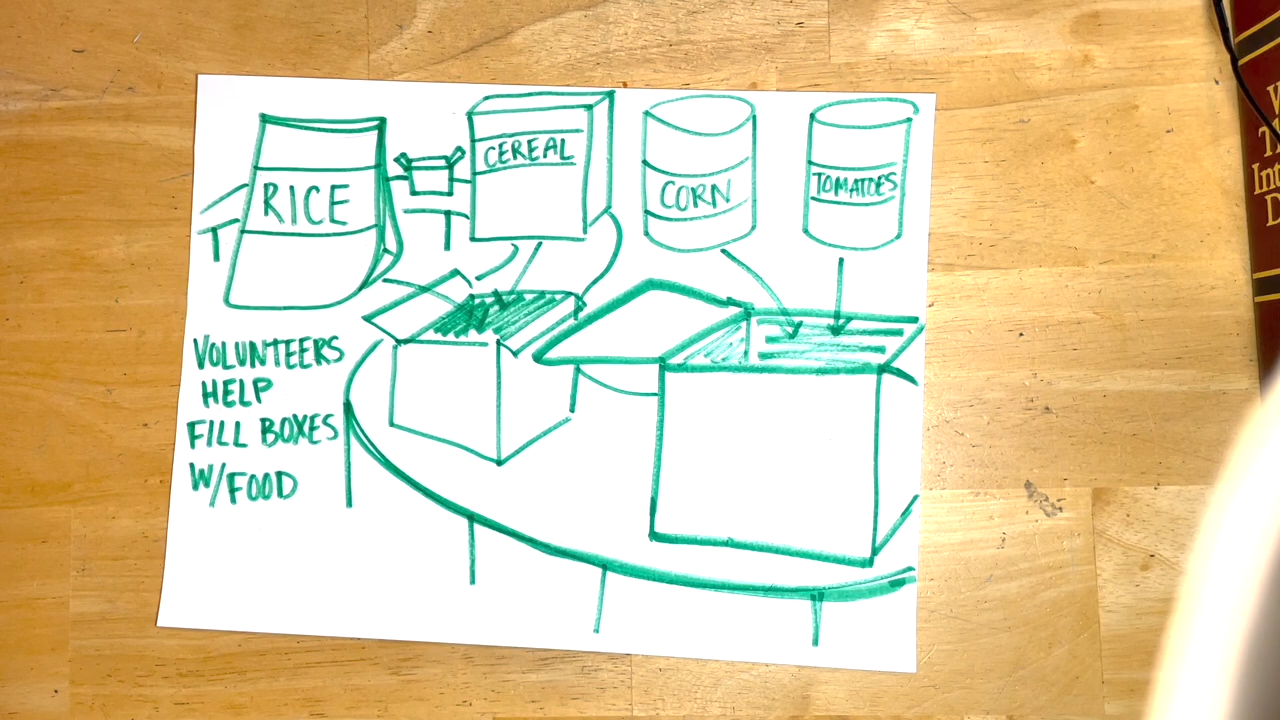 RICE
CEREAL
CORN
TOMATOES
VOLUNTEERS
HELP
FILL BOXES
W/FOOD